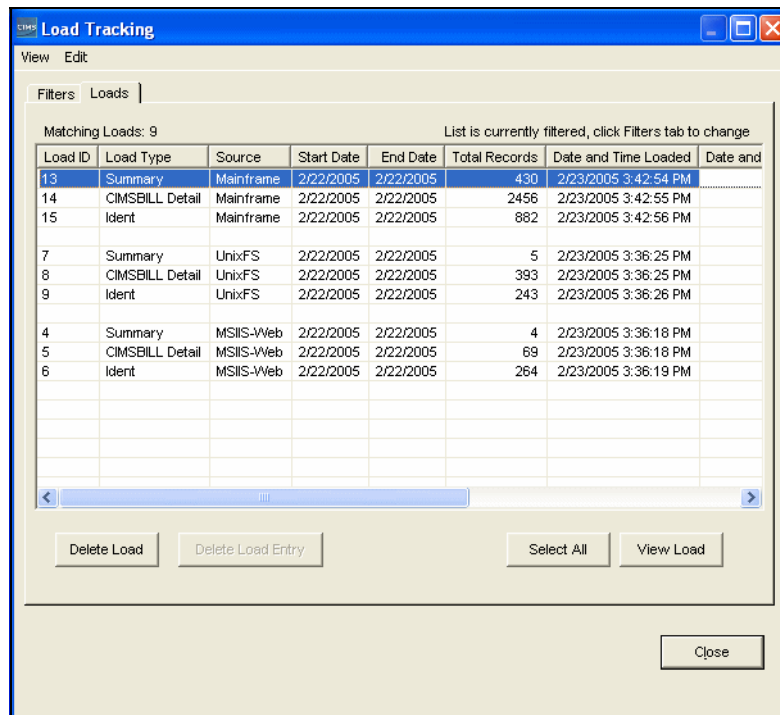 CIMS Load Tracking
View Edit
Filters Loads
Matching Loads: 9 List is currently filtered, click Filters tab to change
Load ID Load Type Source Start Date End Date Total Records Date and Time Loaded Date and
13 Summary Mainframe 2/22/2005 2/22/2005 430 2/23/2005 3:42:54 PM
14 CIMSBILL Detail Mainframe 2/22/2005 2/22/2005 2456 2/23/2005 3:42:55 PM
15 Ident Mainframe 2/22/2005 2/22/2005 882 2/23/2005 3:42:56 PM
7 Summary UnixFS 2/22/2005 2/22/2005 5 2/23/2005 3:36:25 PM
8 CIMSBILL Detail UnixFS 2/22/2005 2/22/2005 393 2/23/2005 3:36:25 PM
9 Ident UnixFS 2/22/2005 2/22/2005 243 2/23/2005 3:36:26 PM
4 Summary MSIIS-Web 2/22/2005 2/22/2005 4 2/23/2005 3:36:18 PM
5 CIMSBILL Detail MSIIS-Web 2/22/2005 2/22/2005 69 2/23/2005 3:36:18 PM
6 Ident MSIIS-Web 2/22/2005 2/22/2005 264 2/23/2005 3:36:19 PM
Delete Load Delete Load Entry Select All View Load
Close